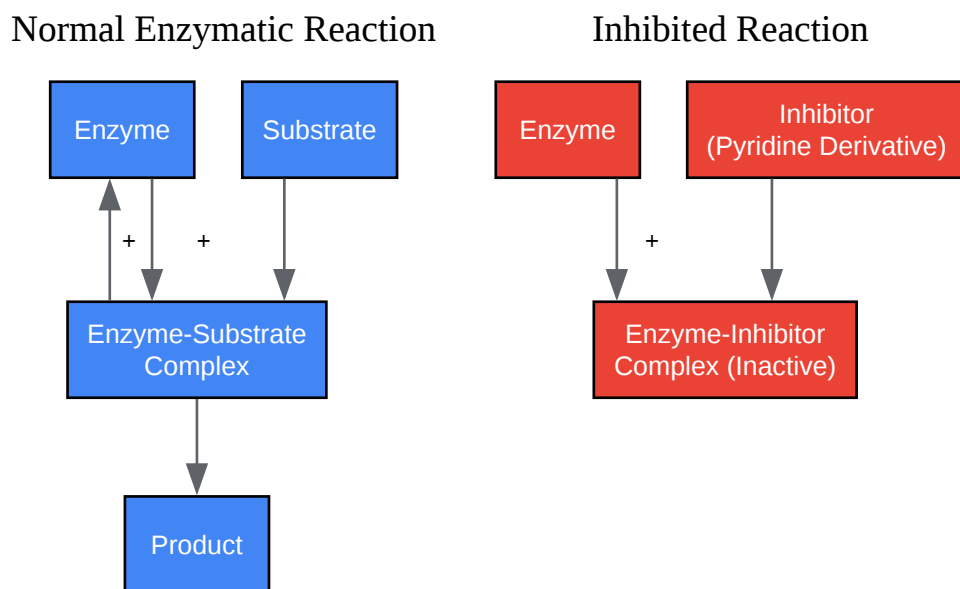 Normal Enzymatic Reaction
Inhibited Reaction
Enzyme
Substrate
Enzyme
Inhibitor
(Pyridine Derivative)
+
+
+
Enzyme-Substrate
Complex
Enzyme-Inhibitor
Complex (Inactive)
Product